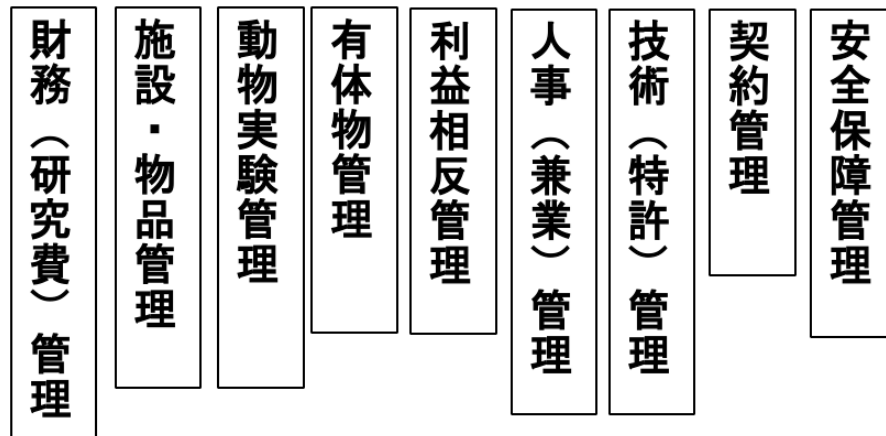 財務（研究費）管理
施設・物品管理
動物実験管理
有体物管理
利益相反管理
人事（兼業）管理
技術（特許）管理
契約管理
安全保障管理